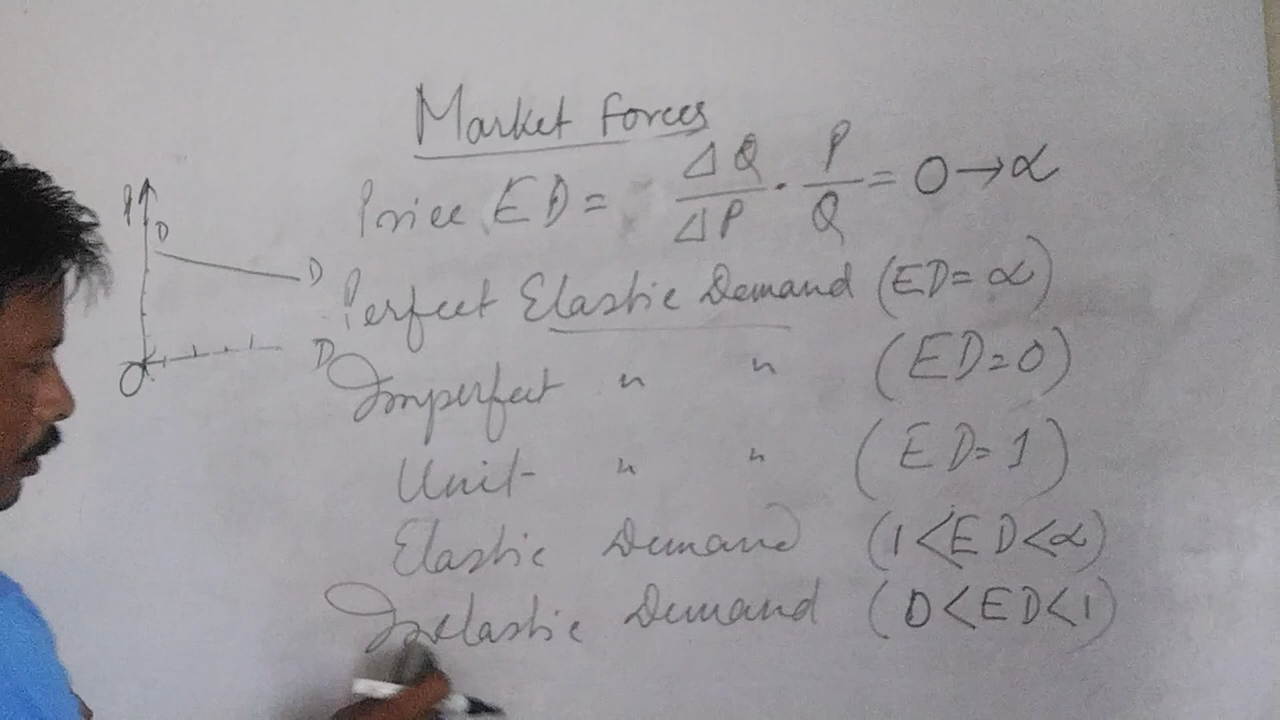 Market forces
Price ED = ΔQ/ΔP . P/Q = 0 → α
Perfect Elastic Demand (ED = α)
Imperfect " " (ED = 0)
Unit " " (ED = 1)
Elastic Demand (1 < ED < α)
Inelastic Demand (0 < ED < 1)
P
D
D
O
D